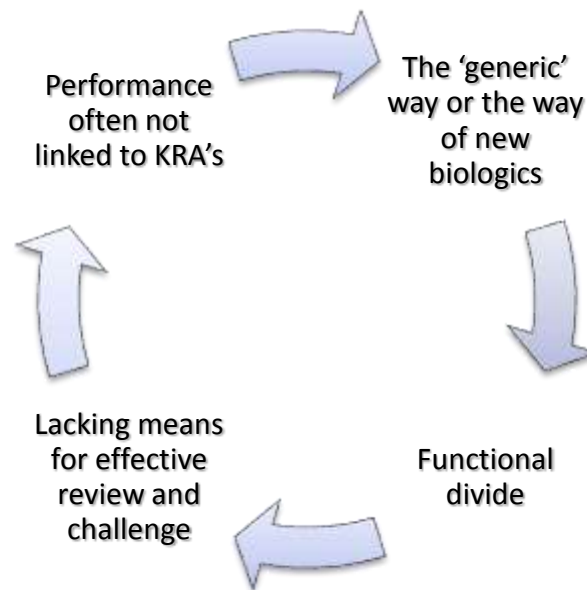 Performance
often not
linked to KRA's
The ‘generic’
way or the way
of new
biologics
Functional
divide
Lacking means
for effective
review and
challenge